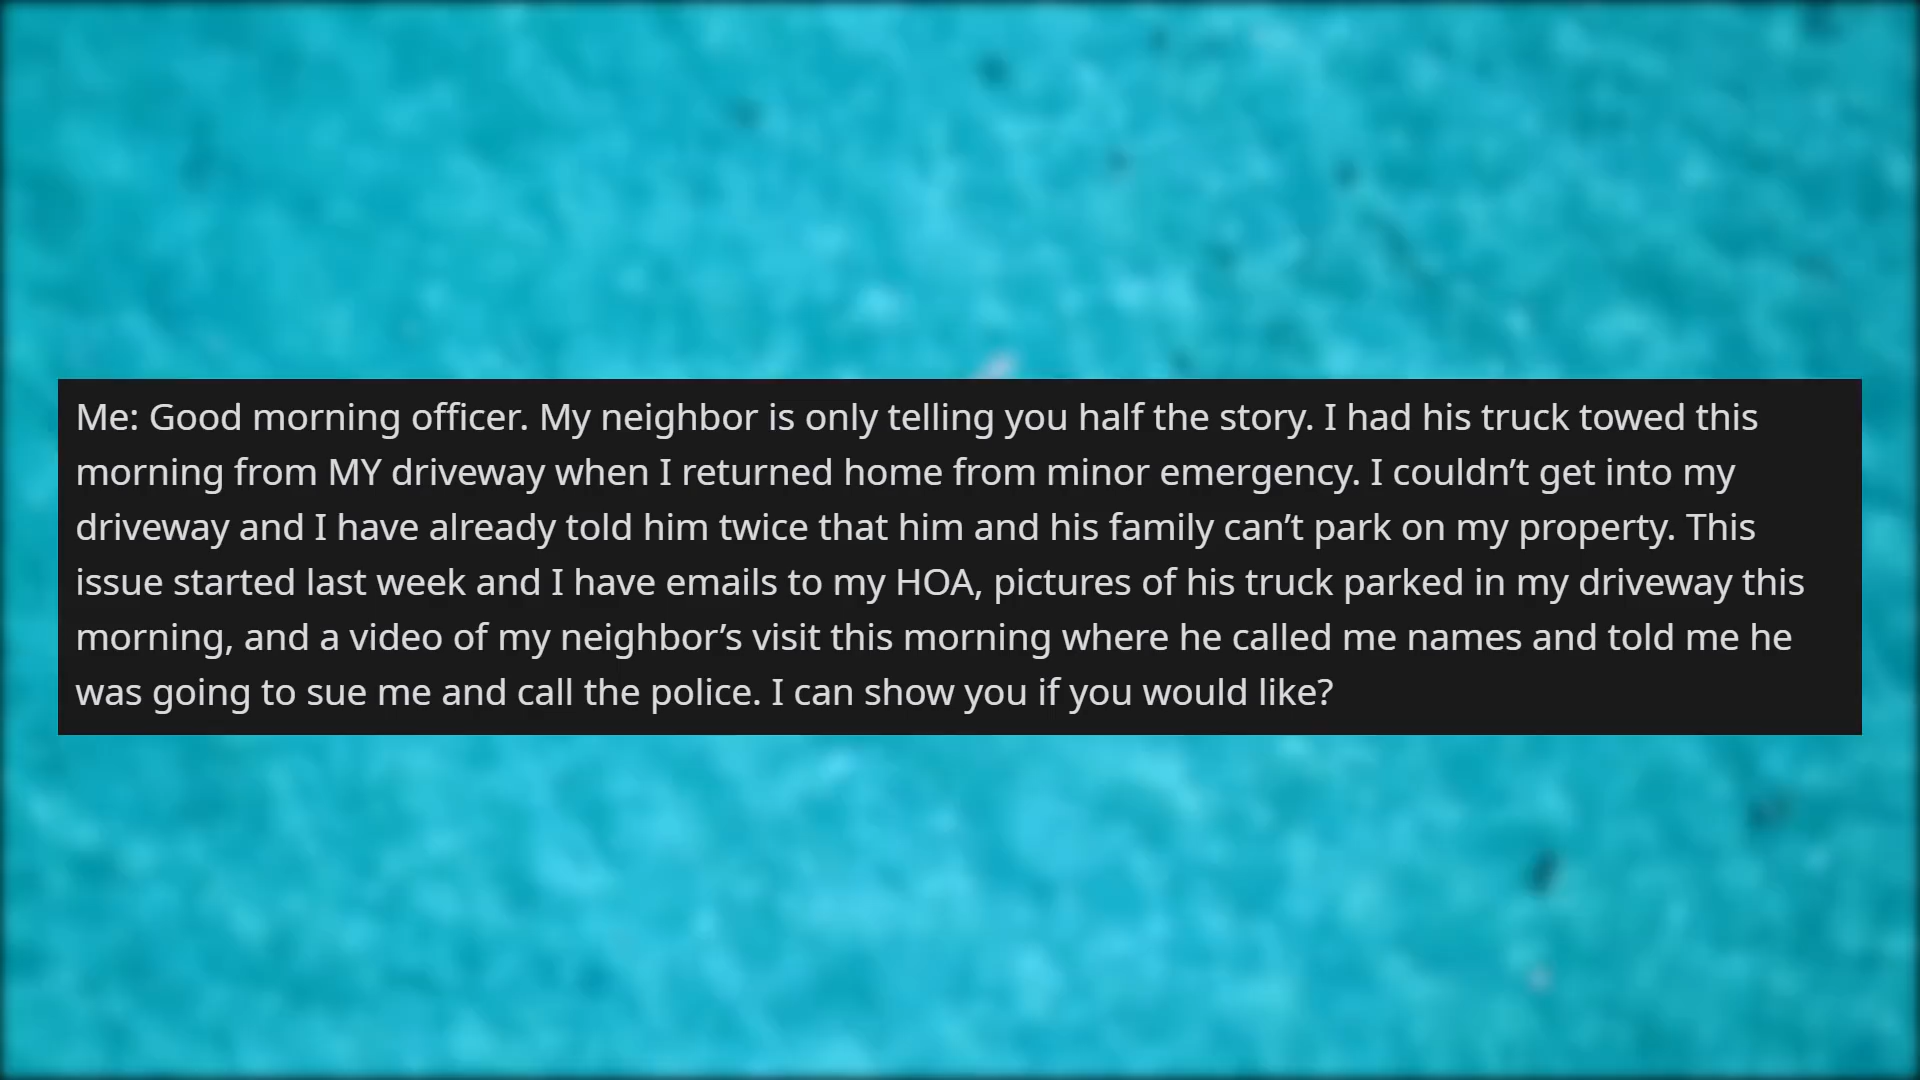 Me: Good morning officer. My neighbor is only telling you half the story. I had his truck towed this
morning from MY driveway when I returned home from minor emergency. I couldn’t get into my
driveway and I have already told him twice that him and his family can’t park on my property. This
issue started last week and I have emails to my HOA, pictures of his truck parked in my driveway this
morning, and a video of my neighbor’s visit this morning where he called me names and told me he
was going to sue me and call the police. I can show you if you would like?